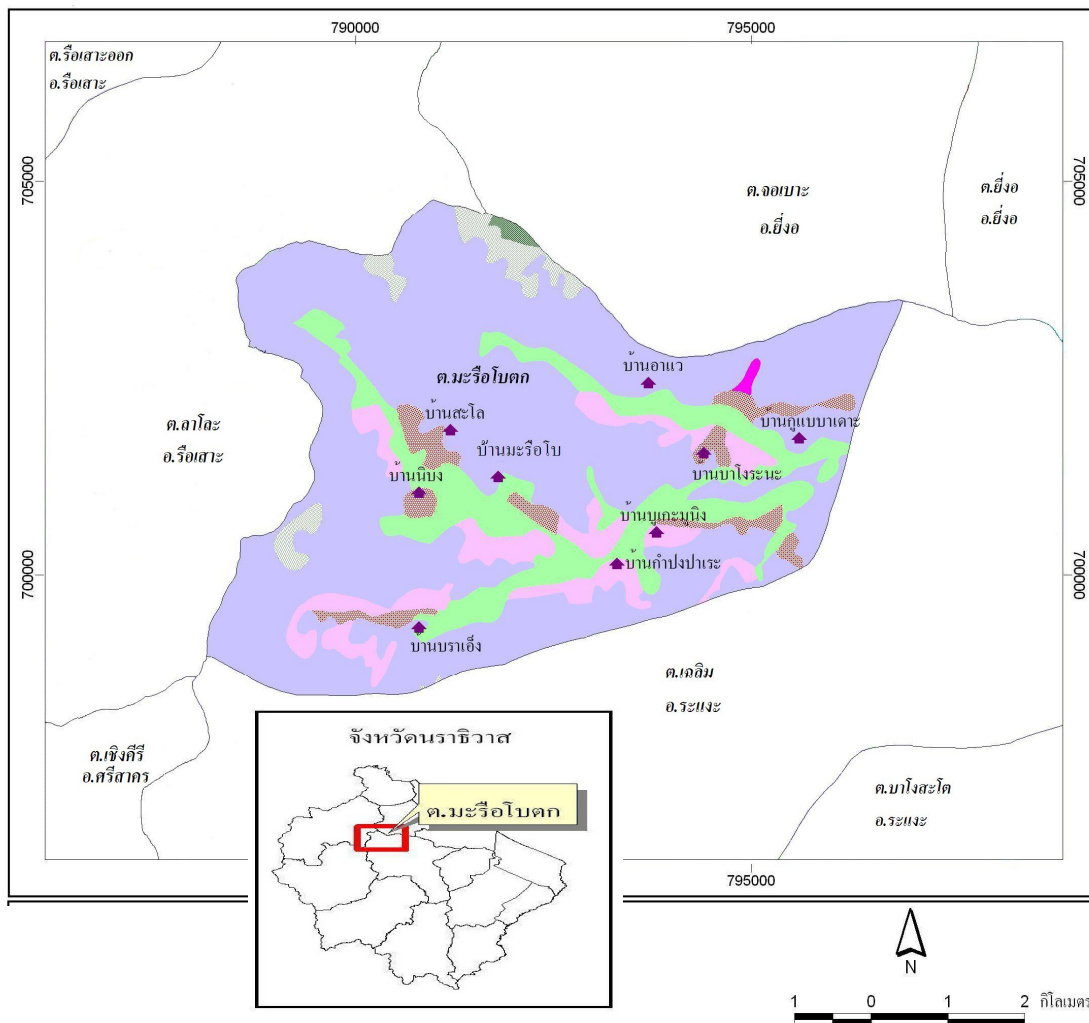 790000
795000
ต.รือเสาะออก
อ.รือเสาะ
705000
705000
ต.จอเบาะ
อ.ยี่งอ
ต.ยี่งอ
อ.ยี่งอ
บ้านอาแว
ต.มะรือโบตก
บ้านสะโล
บ้านกูแบบาเดาะ
ต.ลาโละ
อ.รือเสาะ
บ้านมะรือโบ
บ้านนิบง
บ้านบาโงระนะ
บ้านบูเกะมูนิง
บ้านกำปงปาเระ
700000
700000
บ้านบราเอ็ง
ต.เฉลิม
อ.ระแงะ
ต.เชิงคีรี
อ.ศรีสาคร
จังหวัดนราธิวาส
ต.มะรือโบตก
ต.บาโงสะโต
อ.ระแงะ
795000
N
1 0 1 2 กิโลเมตร